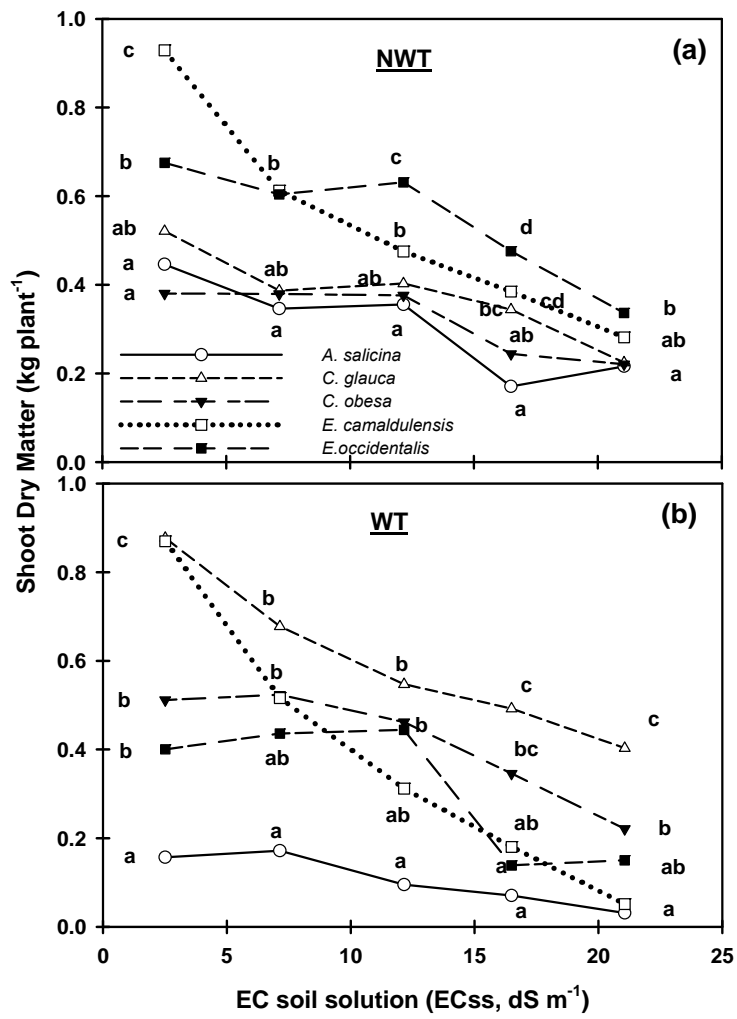 Shoot Dry Matter (kg plant⁻¹)
1.0
0.8
0.6
0.4
0.2
0.0
(a)
NWT
c
b
b
c
b
d
ab
a
a
ab
ab
bc
cd
ab
b
ab
a
a
a
a
A. salicina
C. glauca
C. obesa
E. camaldulensis
E.occidentalis
1.0
0.8
0.6
0.4
0.2
0.0
(b)
WT
c
b
b
c
c
b
b
b
bc
b
b
ab
ab
ab
ab
a
a
a
a
a
a
0 5 10 15 20 25
EC soil solution (ECss, dS m⁻¹)